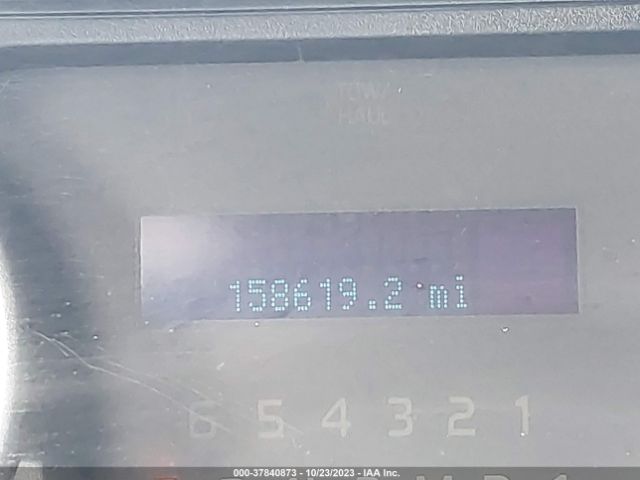 TOW/
HAUL
158619.2 mi
6 5 4 3 2 1
000-37840873 - 10/23/2023 - IAA Inc.